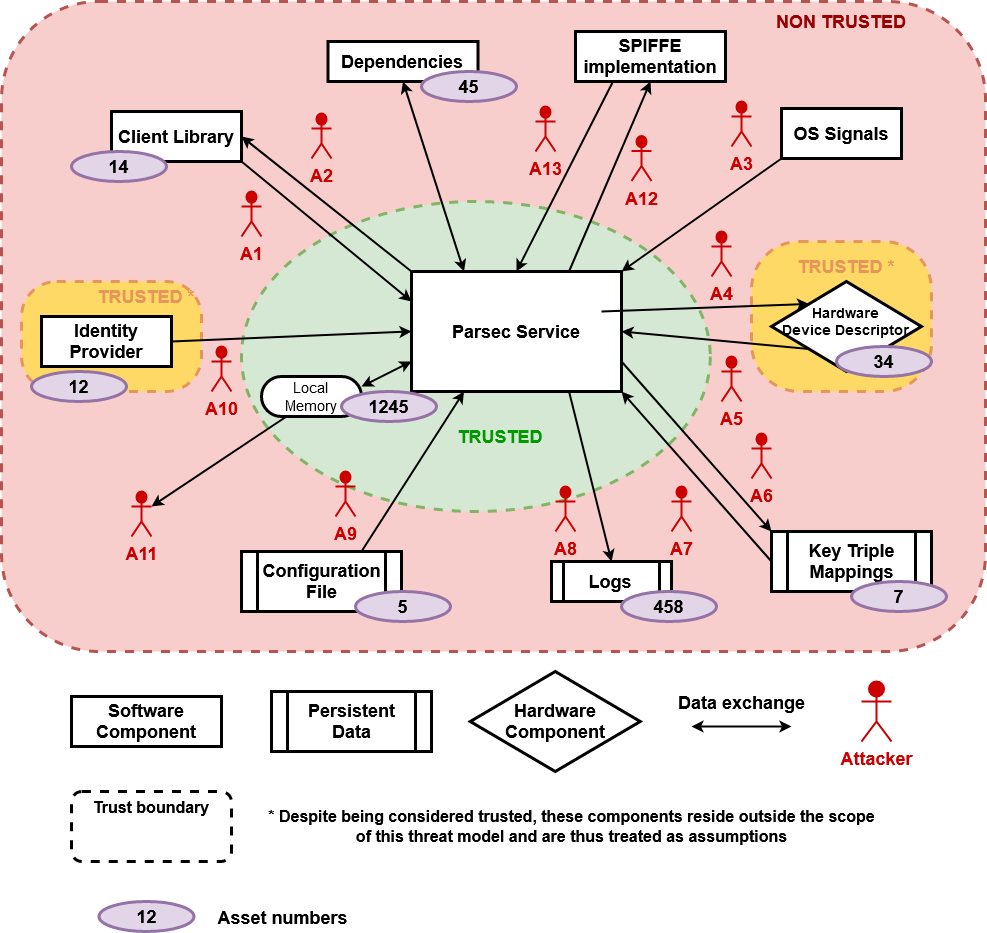 NON TRUSTED
SPIFFE
implementation
Dependencies
45
Client Library
14
A2
A13
A12
A3
OS Signals
A1
A4
TRUSTED *
Hardware
Device Descriptor
34
TRUSTED *
Identity
Provider
12
Parsec Service
A10
Local
Memory
1245
A5
TRUSTED
A6
A11
A9
A8
A7
Configuration
File
5
Logs
458
Key Triple
Mappings
7
Software
Component
Persistent
Data
Hardware
Component
Data exchange
Attacker
Trust boundary
* Despite being considered trusted, these components reside outside the scope
of this threat model and are thus treated as assumptions
12
Asset numbers